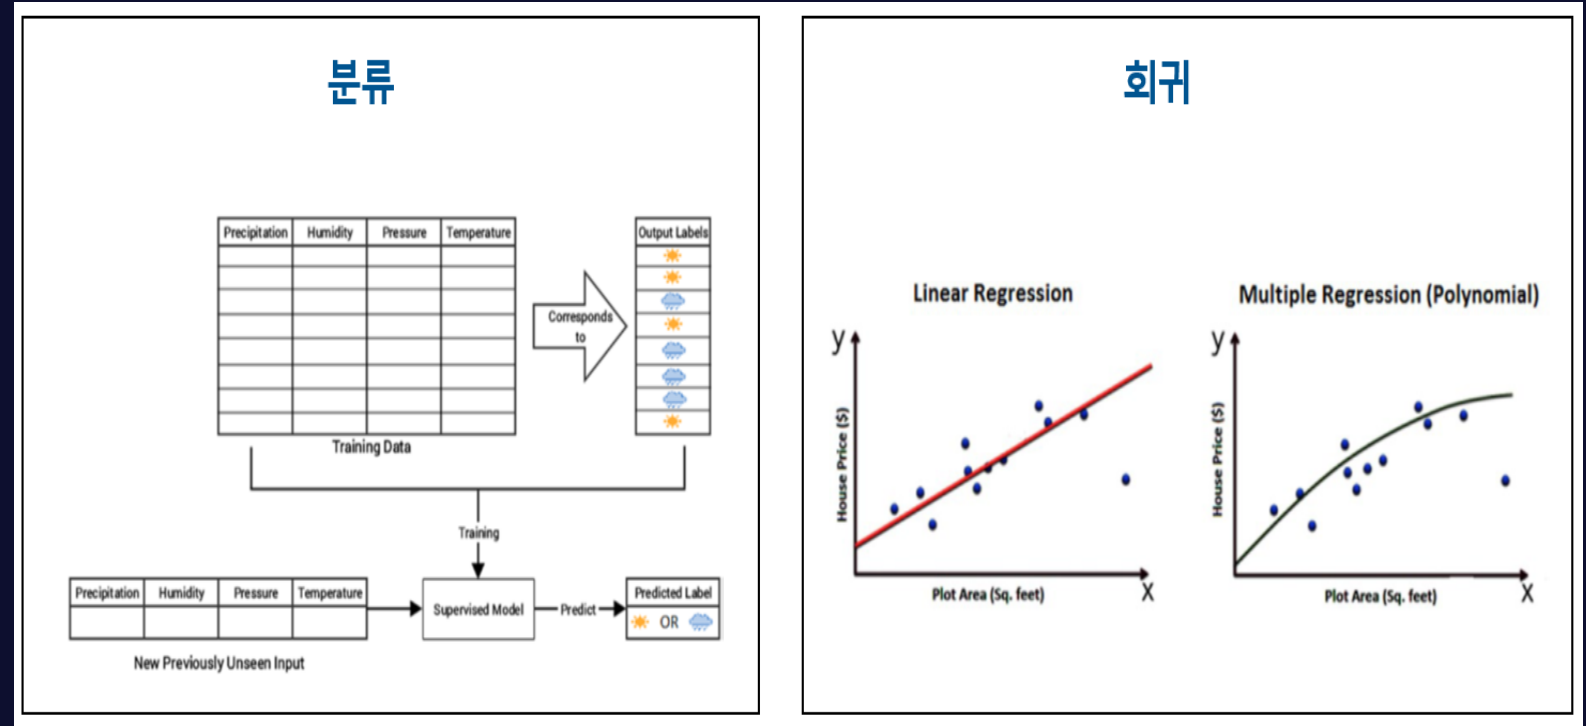 분류
Precipitation Humidity Pressure Temperature
Output Labels
Corresponds
to
Training Data
Training
Precipitation Humidity Pressure Temperature
Supervised Model
Predict
Predicted Label
OR
New Previously Unseen Input
회귀
Linear Regression
y
House Price ($)
Plot Area (Sq. feet)
X
Multiple Regression (Polynomial)
y
House Price ($)
Plot Area (Sq. feet)
X